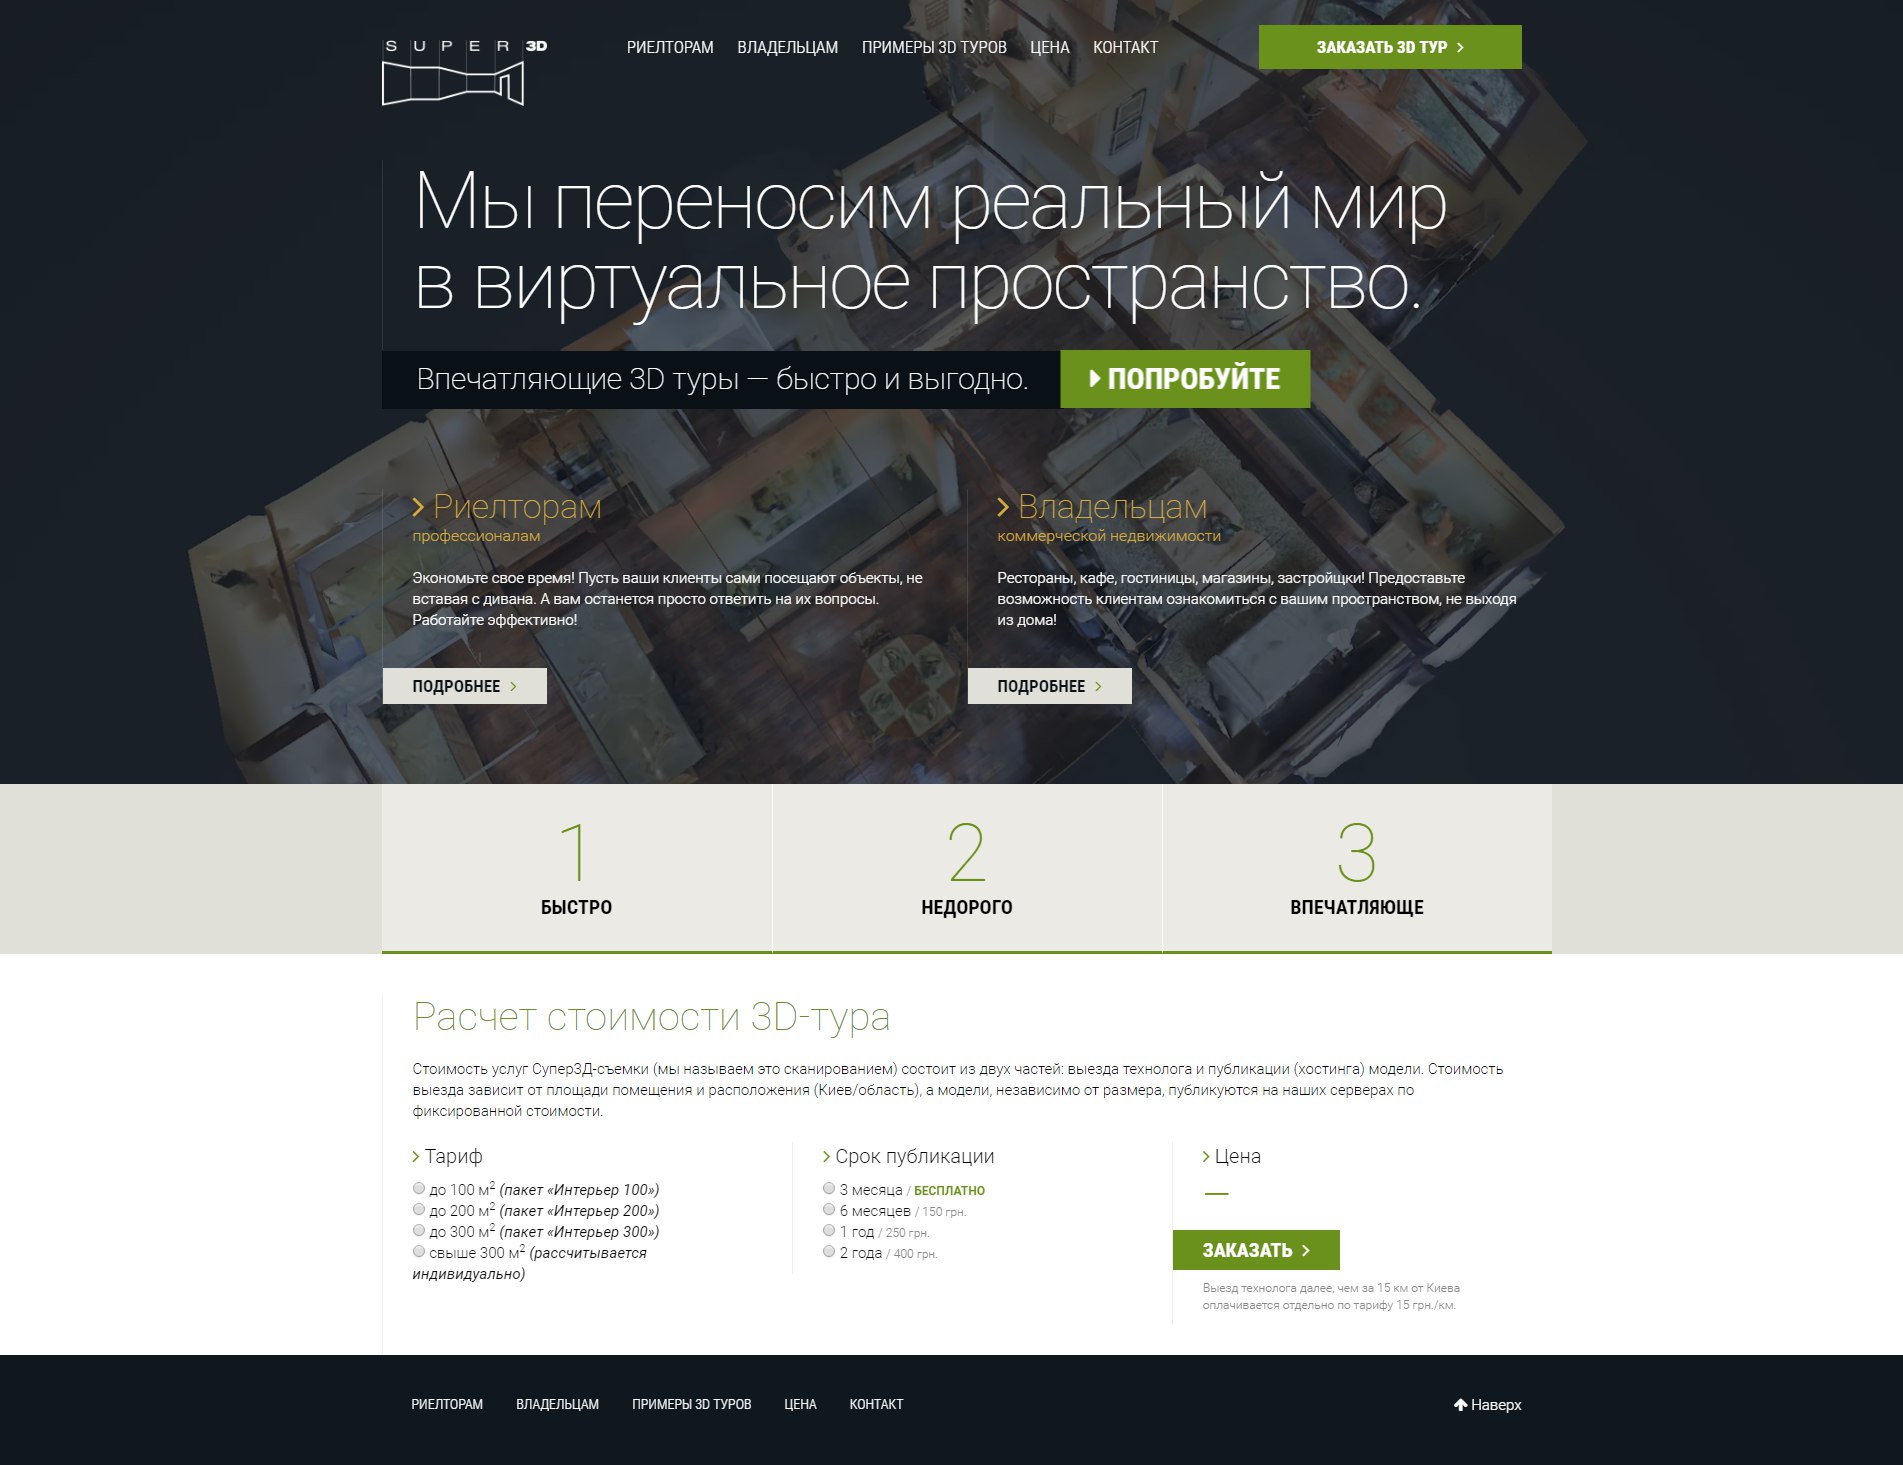 SUPER 3D
РИЕЛТОРАМ ВЛАДЕЛЬЦАМ ПРИМЕРЫ 3D ТУРОВ ЦЕНА КОНТАКТ
ЗАКАЗАТЬ 3D ТУР
Мы переносим реальный мир
в виртуальное пространство.
Впечатляющие 3D туры — быстро и выгодно.
ПОПРОБУЙТЕ
Риелторам
профессионалам
Экономьте свое время! Пусть ваши клиенты сами посещают объекты, не
вставая с дивана. А вам останется просто ответить на их вопросы.
Работайте эффективно!
ПОДРОБНЕЕ
Владельцам
коммерческой недвижимости
Рестораны, кафе, гостиницы, магазины, застройщки! Предоставьте
возможность клиентам ознакомиться с вашим пространством, не выходя
из дома!
ПОДРОБНЕЕ
1
БЫСТРО
2
НЕДОРОГО
3
ВПЕЧАТЛЯЮЩЕ
Расчет стоимости 3D-тура
Стоимость услуг Супер3Д-съемки (мы называем это сканированием) состоит из двух частей: выезда технолога и публикации (хостинга) модели. Стоимость
выезда зависит от площади помещения и расположения (Киев/область), а модели, независимо от размера, публикуются на наших серверах по
фиксированной стоимости.
Тариф
до 100 м² (пакет «Интерьер 100»)
до 200 м² (пакет «Интерьер 200»)
до 300 м² (пакет «Интерьер 300»)
свыше 300 м² (рассчитывается
индивидуально)
Срок публикации
3 месяца / БЕСПЛАТНО
6 месяцев / 150 грн.
1 год / 250 грн.
2 года / 400 грн.
Цена
—
ЗАКАЗАТЬ
Выезд технолога далее, чем за 15 км от Киева
оплачивается отдельно по тарифу 15 грн./км.
РИЕЛТОРАМ ВЛАДЕЛЬЦАМ ПРИМЕРЫ 3D ТУРОВ ЦЕНА КОНТАКТ
Наверх